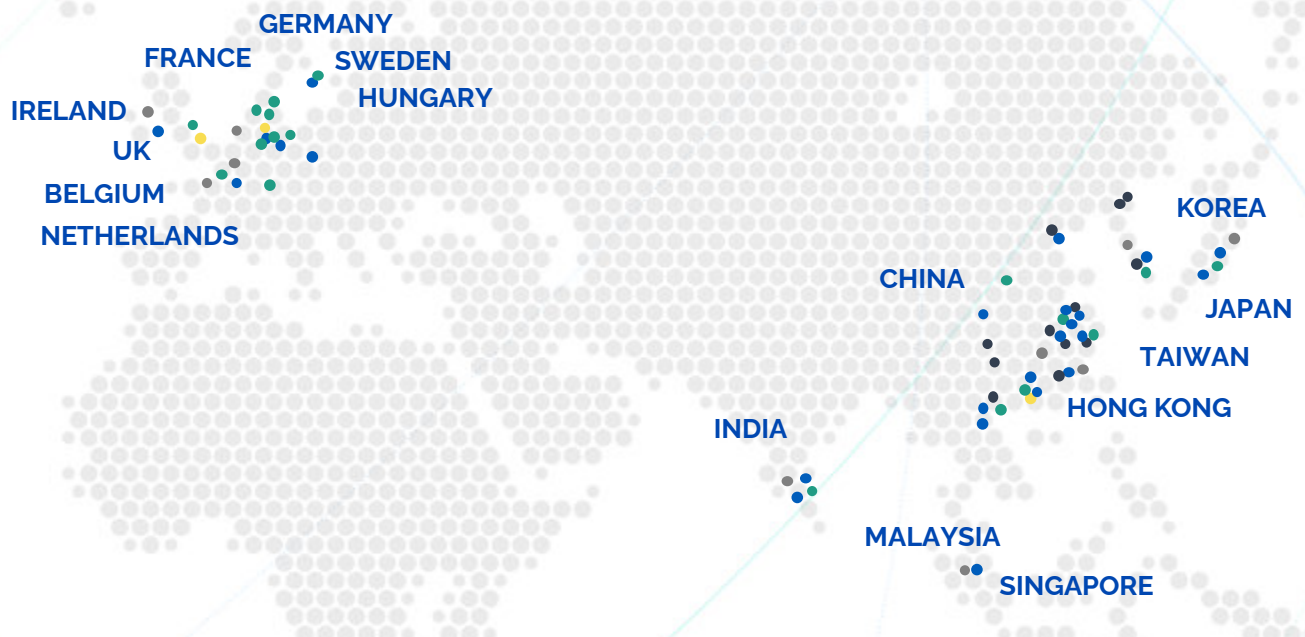 GERMANY
FRANCE
SWEDEN
HUNGARY
IRELAND
UK
BELGIUM
NETHERLANDS
KOREA
CHINA
JAPAN
TAIWAN
HONG KONG
INDIA
MALAYSIA
SINGAPORE